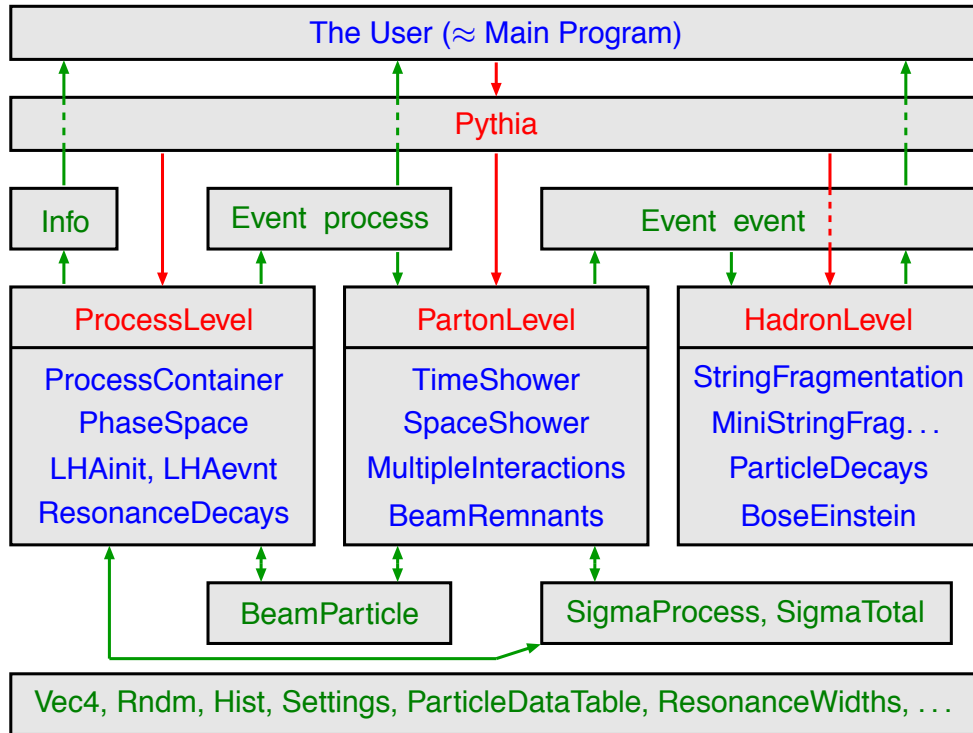 The User (≈ Main Program)
Pythia
Info
Event process
Event event
ProcessLevel
ProcessContainer
PhaseSpace
LHAinit, LHAevnt
ResonanceDecays
PartonLevel
TimeShower
SpaceShower
MultipleInteractions
BeamRemnants
HadronLevel
StringFragmentation
MiniStringFrag. . .
ParticleDecays
BoseEinstein
BeamParticle
SigmaProcess, SigmaTotal
Vec4, Rndm, Hist, Settings, ParticleDataTable, ResonanceWidths, . . .